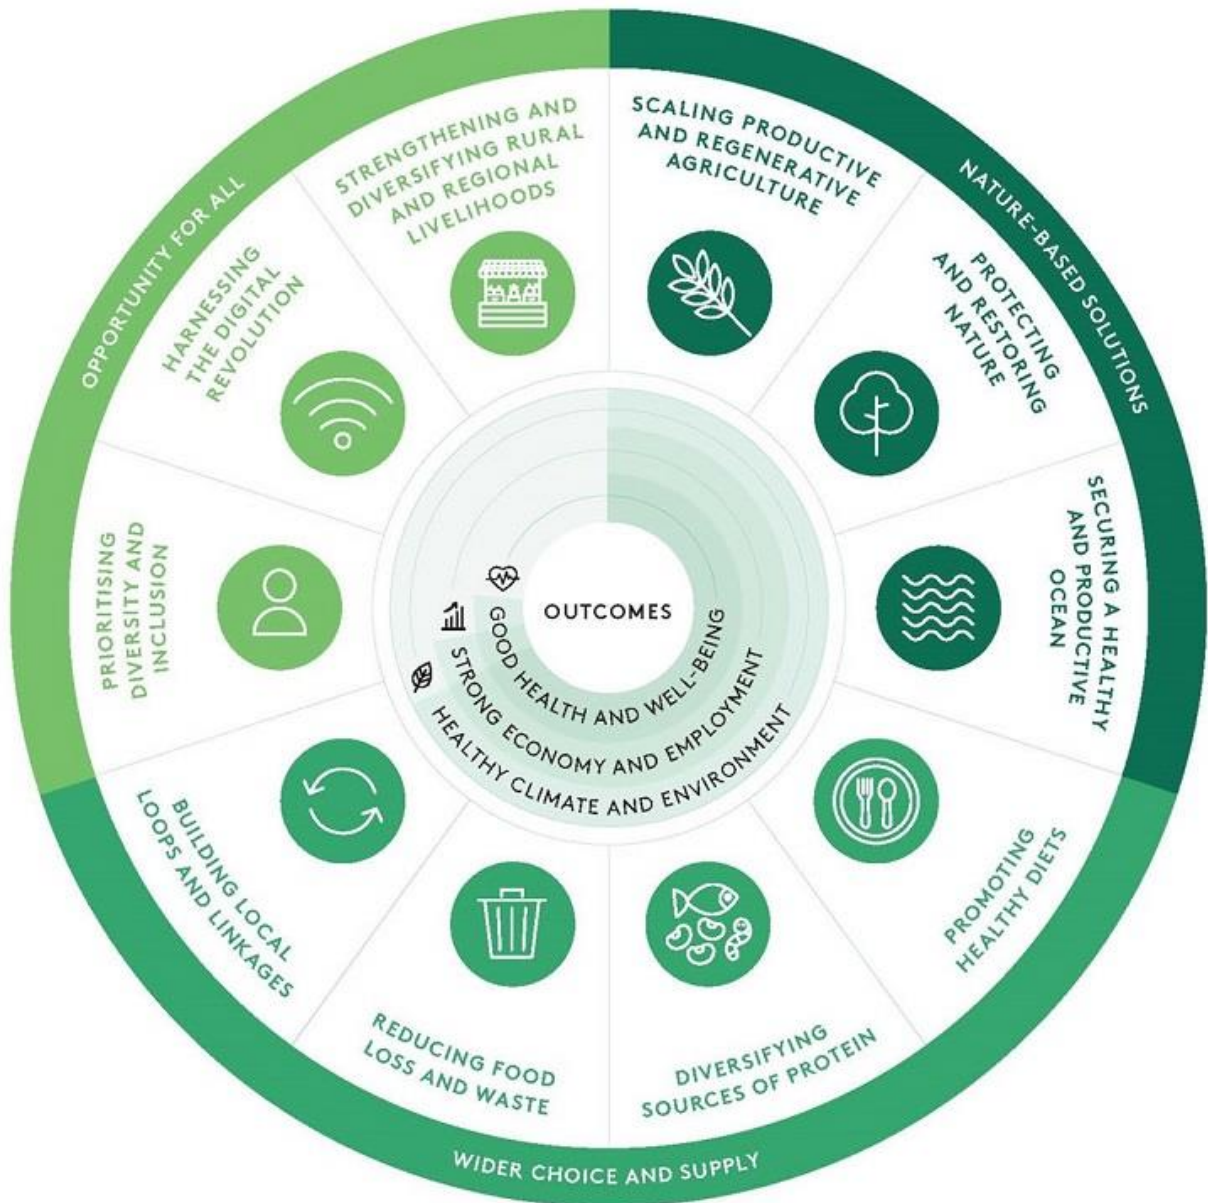 OPPORTUNITY FOR ALL
NATURE-BASED SOLUTIONS
WIDER CHOICE AND SUPPLY
SCALING PRODUCTIVE
AND REGENERATIVE
AGRICULTURE
PROTECTING
AND RESTORING
NATURE
SECURING A HEALTHY
AND PRODUCTIVE
OCEAN
PROMOTING
HEALTHY DIETS
DIVERSIFYING
SOURCES OF PROTEIN
REDUCING FOOD
LOSS AND WASTE
BUILDING LOCAL
LOOPS AND LINKAGES
PRIORITISING
DIVERSITY AND
INCLUSION
HARNESSING
THE DIGITAL
REVOLUTION
STRENGTHENING AND
DIVERSIFYING RURAL
AND REGIONAL
LIVELIHOODS
OUTCOMES
GOOD HEALTH AND WELL-BEING
STRONG ECONOMY AND EMPLOYMENT
HEALTHY CLIMATE AND ENVIRONMENT